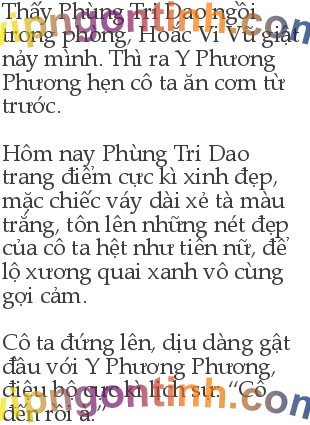 Thấy Phùng Tri Dao ngồi
trong phòng, Hoắc Vi Vũ giật
nảy mình. Thì ra Y Phương
Phương hẹn cô ta ăn cơm từ
trước.
Hôm nay Phùng Tri Dao
trang điểm cực kì xinh đẹp,
mặc chiếc váy dài xẻ tà màu
trắng, tôn lên những nét đẹp
của cô ta hệt như tiên nữ, để
lộ xương quai xanh vô cùng
gợi cảm.
Cô ta đứng lên, dịu dàng gật
đầu với Y Phương Phương,
điệu bộ cực kì lịch sự: “Cô
đến rồi à.”